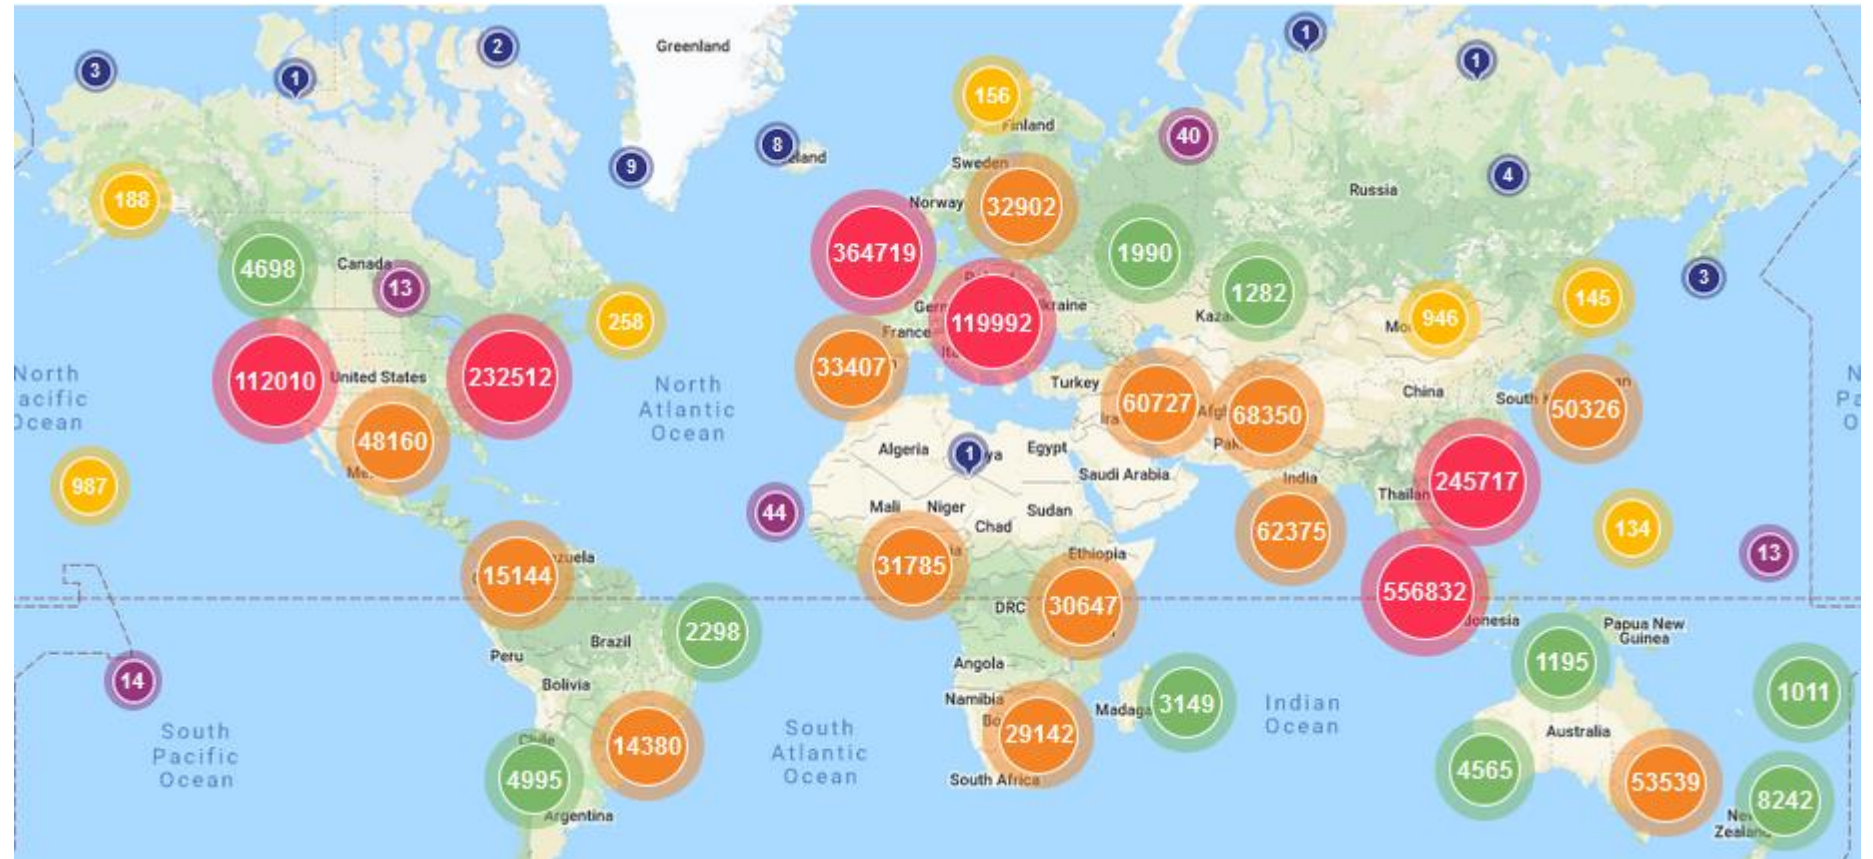 Greenland
2
1
1
3
1
156
Finland
40
8
9
Sweden
4
Russia
188
Norway
32902
364719
1990
4698
Canada
13
1282
3
145
258
119992
946
France
33407
North
Pacific
Ocean
112010
United States
232512
North
Atlantic
Ocean
Turkey
60727
68350
China
50326
48160
Algeria
1
Egypt
Saudi Arabia
India
245717
987
44
Mali
Niger
Chad
Sudan
62375
134
13
15144
31785
Ethiopia
DRC
30647
556832
Papua New
Guinea
2298
Brazil
Peru
Bolivia
Angola
1195
14
Namibia
3149
Indian
Ocean
1011
South
Pacific
Ocean
South
Atlantic
Ocean
29142
Australia
14380
4995
South Africa
4565
53539
8242
Argentina
New
Zealand